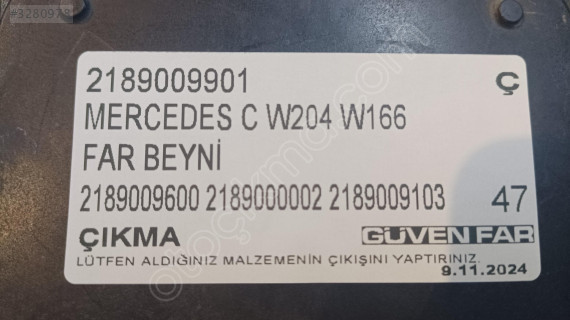 3280978
2189009901 Ç
MERCEDES C W204 W166
FAR BEYNİ
2189009600 2189000002 2189009103 47
ÇIKMA GÜVEN FAR
LÜTFEN ALDIĞINIZ MALZEMENİN ÇIKIŞINI YAPTIRINIZ.
9.11.2024